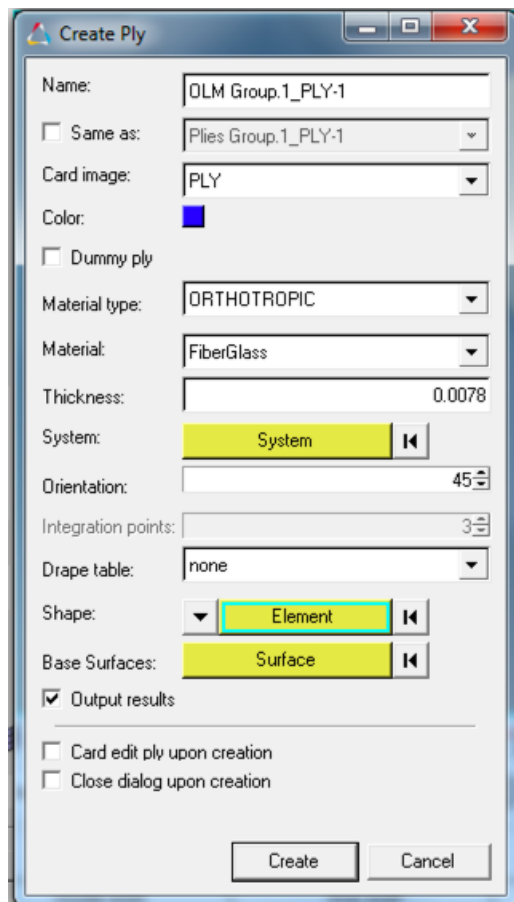 Create Ply
Name: OLM Group.1_PLY-1
Same as: Plies Group.1_PLY-1
Card image: PLY
Color:
Dummy ply
Material type: ORTHOTROPIC
Material: FiberGlass
Thickness: 0.0078
System: System
Orientation: 45
Integration points: 3
Drape table: none
Shape: Element
Base Surfaces: Surface
Output results
Card edit ply upon creation
Close dialog upon creation
Create Cancel